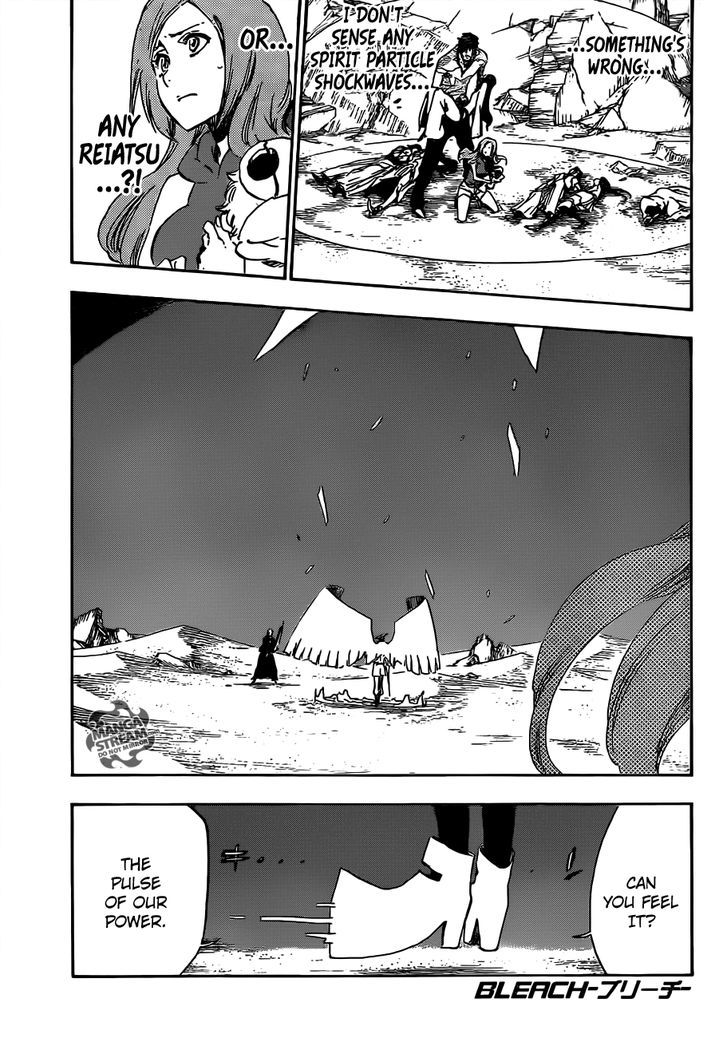 ...SOMETHING'S
WRONG...
I DON'T
SENSE ANY
SPIRIT PARTICLE
SHOCKWAVES...
OR...
ANY
REIATSU
...?!
MANGA
STREAM
DO NOT MIRROR
CAN
YOU FEEL
IT?
THE
PULSE
OF OUR
POWER.
BLEACH-ブリーチ-